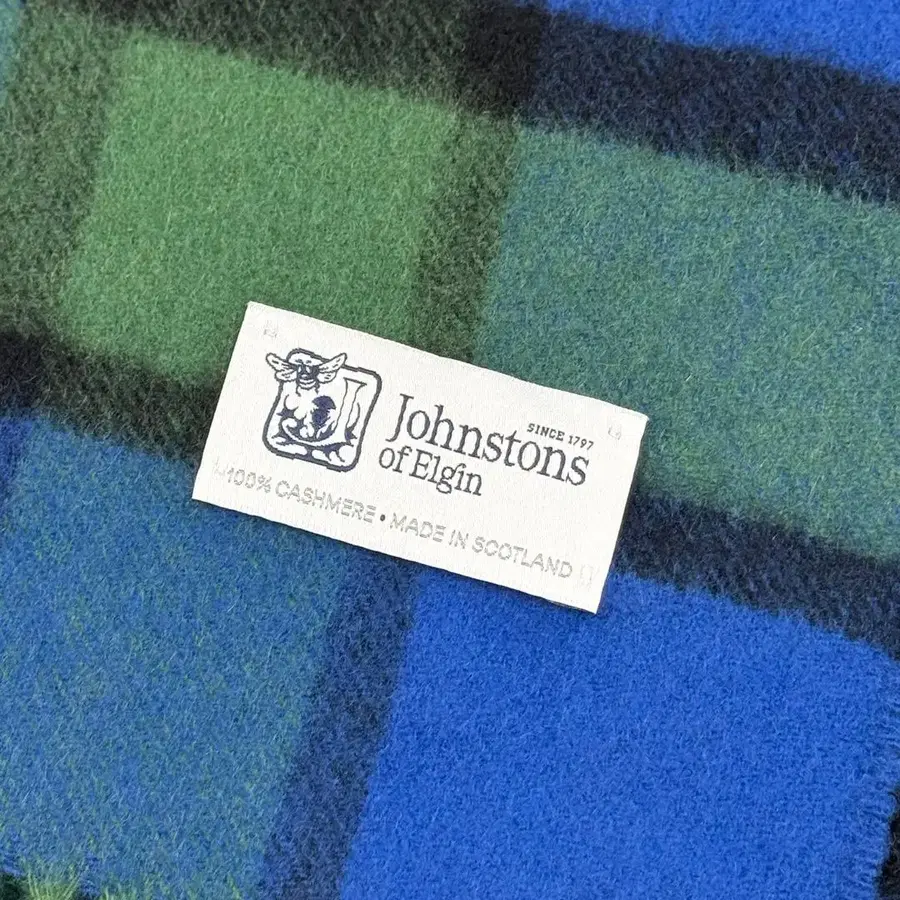 SINCE 1797
Johnstons
of Elgin
100% CASHMERE • MADE IN SCOTLAND